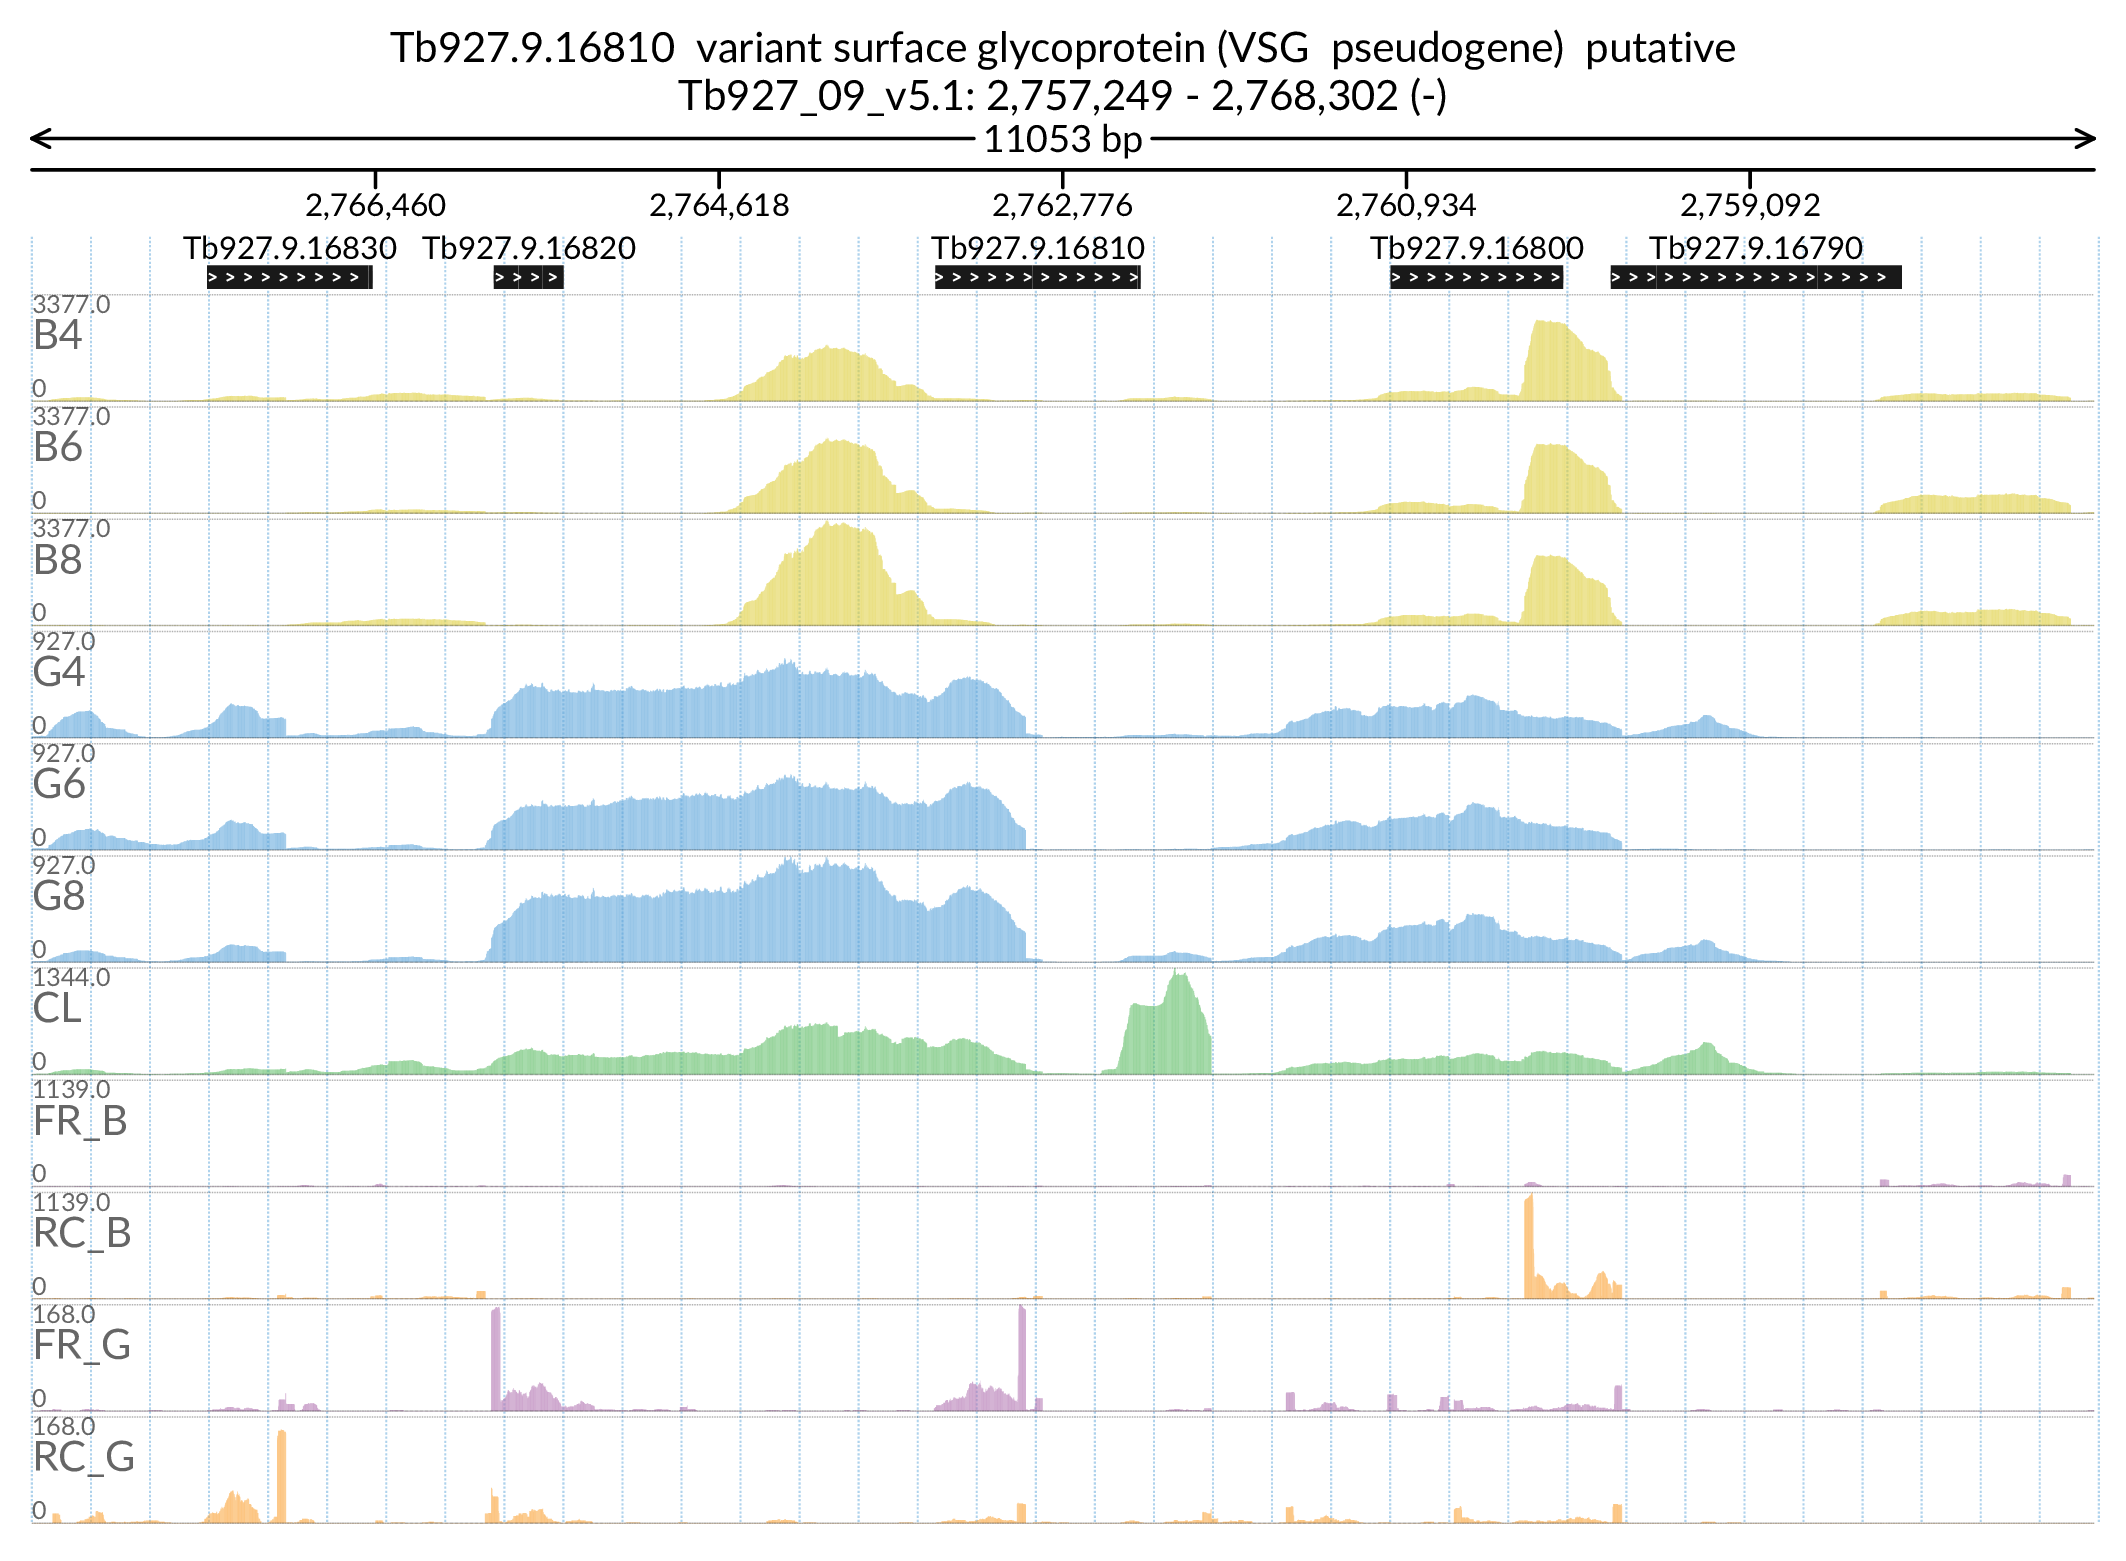 Tb927.9.16810 variant surface glycoprotein (VSG pseudogene) putative
Tb927_09_v5.1: 2,757,249 - 2,768,302 (-)
11053 bp
2,766,460 2,764,618 2,762,776 2,760,934 2,759,092
Tb927.9.16830 Tb927.9.16820 Tb927.9.16810 Tb927.9.16800 Tb927.9.16790
3377.0
B4
0
3377.0
B6
0
3377.0
B8
0
927.0
G4
0
927.0
G6
0
927.0
G8
0
1344.0
CL
0
1139.0
FR_B
0
1139.0
RC_B
0
168.0
FR_G
0
168.0
RC_G
0